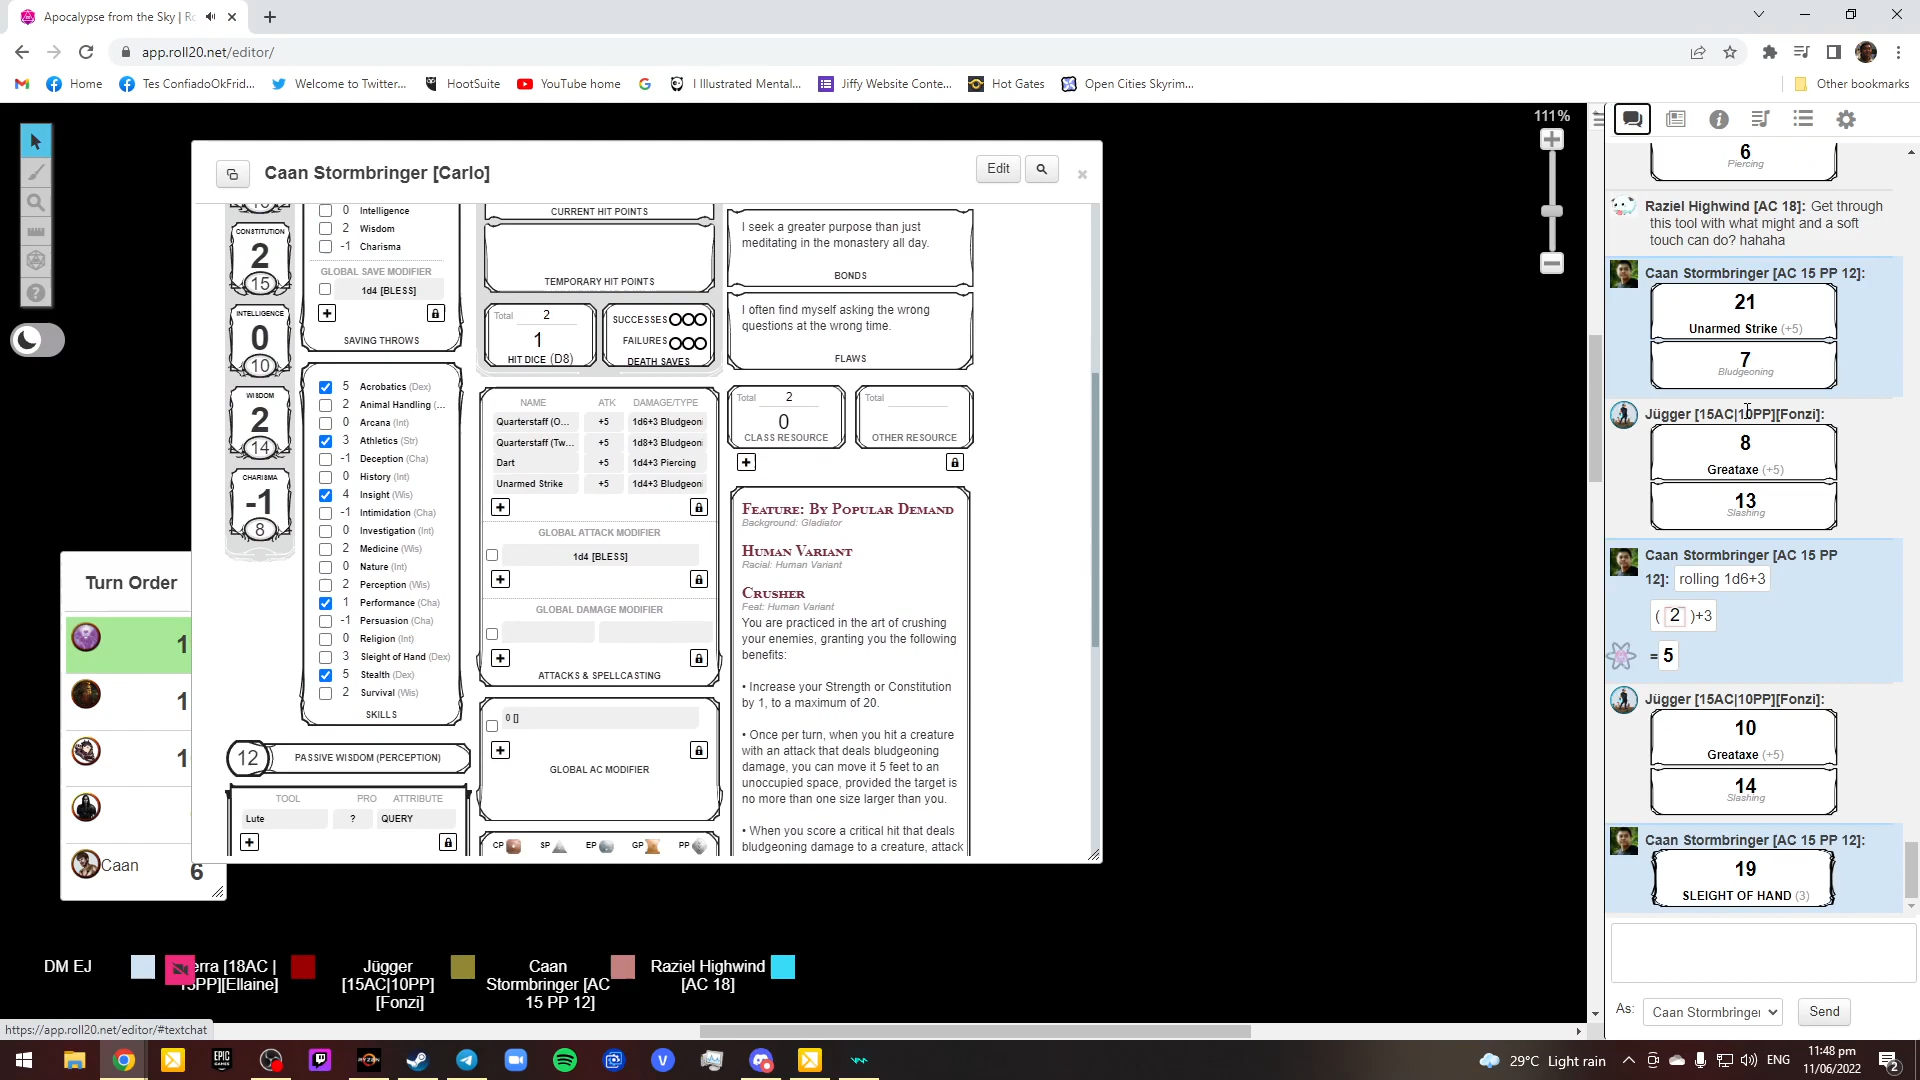 Apocalypse from the Sky | Ro
app.roll20.net/editor/
Home
Tes ConfiadoOkFrid...
Welcome to Twitter...
HootSuite
YouTube home
I Illustrated Mental...
Jiffy Website Conte...
Hot Gates
Open Cities Skyrim...
Other bookmarks
111%
Caan Stormbringer [Carlo]
Edit
CONSTITUTION
2
15
INTELLIGENCE
0
10
WISDOM
2
14
CHARISMA
-1
8
0 Intelligence
2 Wisdom
-1 Charisma
GLOBAL SAVE MODIFIER
1d4 [BLESS]
SAVING THROWS
5 Acrobatics (Dex)
2 Animal Handling (...
0 Arcana (Int)
3 Athletics (Str)
-1 Deception (Cha)
0 History (Int)
4 Insight (Wis)
-1 Intimidation (Cha)
0 Investigation (Int)
2 Medicine (Wis)
0 Nature (Int)
2 Perception (Wis)
1 Performance (Cha)
-1 Persuasion (Cha)
0 Religion (Int)
3 Sleight of Hand (Dex)
5 Stealth (Dex)
2 Survival (Wis)
SKILLS
12 PASSIVE WISDOM (PERCEPTION)
TOOL PRO ATTRIBUTE
Lute ? QUERY
CURRENT HIT POINTS
TEMPORARY HIT POINTS
Total 2
1
HIT DICE (D8)
SUCCESSES
FAILURES
DEATH SAVES
NAME ATK DAMAGE/TYPE
Quarterstaff (O... +5 1d6+3 Bludgeoni
Quarterstaff (Tw... +5 1d8+3 Bludgeoni
Dart +5 1d4+3 Piercing
Unarmed Strike +5 1d4+3 Bludgeoni
GLOBAL ATTACK MODIFIER
1d4 [BLESS]
GLOBAL DAMAGE MODIFIER
ATTACKS & SPELLCASTING
0 []
GLOBAL AC MODIFIER
CP SP EP GP PP
I seek a greater purpose than just
meditating in the monastery all day.
BONDS
I often find myself asking the wrong
questions at the wrong time.
FLAWS
Total 2
0
CLASS RESOURCE
Total
OTHER RESOURCE
FEATURE: BY POPULAR DEMAND
Background: Gladiator
HUMAN VARIANT
Racial: Human Variant
CRUSHER
Feat: Human Variant
You are practiced in the art of crushing
your enemies, granting you the following
benefits:
• Increase your Strength or Constitution
by 1, to a maximum of 20.
• Once per turn, when you hit a creature
with an attack that deals bludgeoning
damage, you can move it 5 feet to an
unoccupied space, provided the target is
no more than one size larger than you.
• When you score a critical hit that deals
bludgeoning damage to a creature, attack
Turn Order
1
1
1
Caan 6
DM EJ
erra [18AC |
15PP][Ellaine]
Jügger
[15AC|10PP]
[Fonzi]
Caan
Stormbringer [AC
15 PP 12]
Raziel Highwind
[AC 18]
6
Piercing
Raziel Highwind [AC 18]: Get through
this tool with what might and a soft
touch can do? hahaha
Caan Stormbringer [AC 15 PP 12]:
21
Unarmed Strike (+5)
7
Bludgeoning
Jügger [15AC|10PP][Fonzi]:
8
Greataxe (+5)
13
Slashing
Caan Stormbringer [AC 15 PP
12]: rolling 1d6+3
( 2 )+3
= 5
Jügger [15AC|10PP][Fonzi]:
10
Greataxe (+5)
14
Slashing
Caan Stormbringer [AC 15 PP 12]:
19
SLEIGHT OF HAND (3)
As: Caan Stormbringer
Send
https://app.roll20.net/editor/#textchat
EPIC
GAMES
RYZEN
29°C Light rain
ENG
11:48 pm
11/06/2022
2